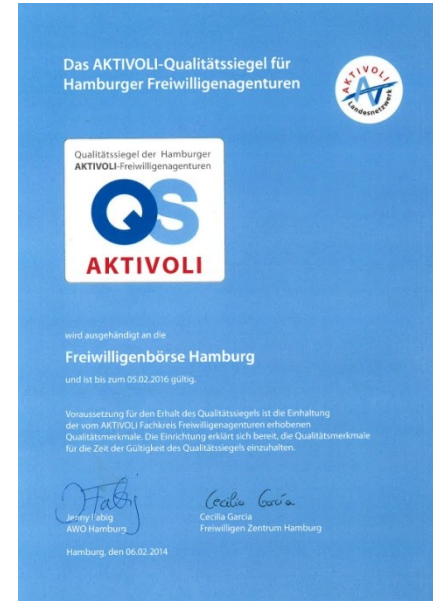 Das AKTIVOLI-Qualitätssiegel für
Hamburger Freiwilligenagenturen
AKTIVOLI
Landesnetzwerk
Qualitätssiegel der Hamburger
AKTIVOLI-Freiwilligenagenturen
QS
AKTIVOLI
wird ausgehändigt an die
Freiwilligenbörse Hamburg
und ist bis zum 05.02.2016 gültig.
Voraussetzung für den Erhalt des Qualitätssiegels ist die Einhaltung
der vom AKTIVOLI Fachkreis Freiwilligenagenturen erhobenen
Qualitätsmerkmale. Die Einrichtung erklärt sich bereit, die Qualitätsmerkmale
für die Zeit der Gültigkeit des Qualitätssiegels einzuhalten.
JFabig
Cecilia García
Jenny Fabig
AWO Hamburg
Cecilia Garcia
Freiwilligen Zentrum Hamburg
Hamburg, den 06.02.2014